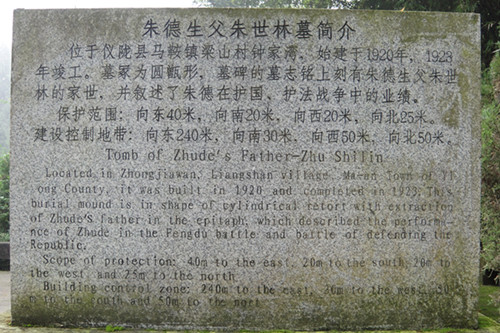 朱德生父朱世林墓简介
位于仪陇县马鞍镇梁山村钟家湾。始建于1920年，1923
年竣工。墓冢为圆甑形，墓碑的墓志铭上刻有朱德生父朱世
林的家世，并叙述了朱德在护国、护法战争中的业绩。
保护范围：向东40米，向南20米，向西20米，向北25米。
建设控制地带：向东240米，向南30米，向西50米，向北50米。
Tomb of Zhude's Father-Zhu Shilin
Located in Zhongjiawan, Liangshan village, Ma-an Town of Yi
ong County, it was built in 1920 and completed in 1923. This
burial mound is in shape of cylindrical retort with extraction
of Zhude'S father in the epitaph, which described the performa-
nce of Zhude in the Fengdu battle and battle of defending the
Republic.
Scope of protection: 40m to the east, 20m to the south, 20m to
the west, and 25m to the north
Building control zone: 240m to the east, 30m to the west,
to the south and 50m to the nort